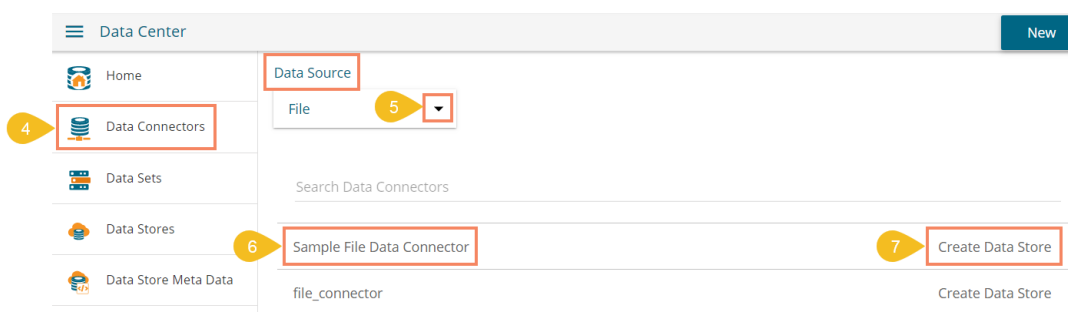 Data Center
New
Home
Data Source
File
5
4
Data Connectors
Data Sets
Search Data Connectors
Data Stores
6
Sample File Data Connector
7
Create Data Store
Data Store Meta Data
file_connector
Create Data Store